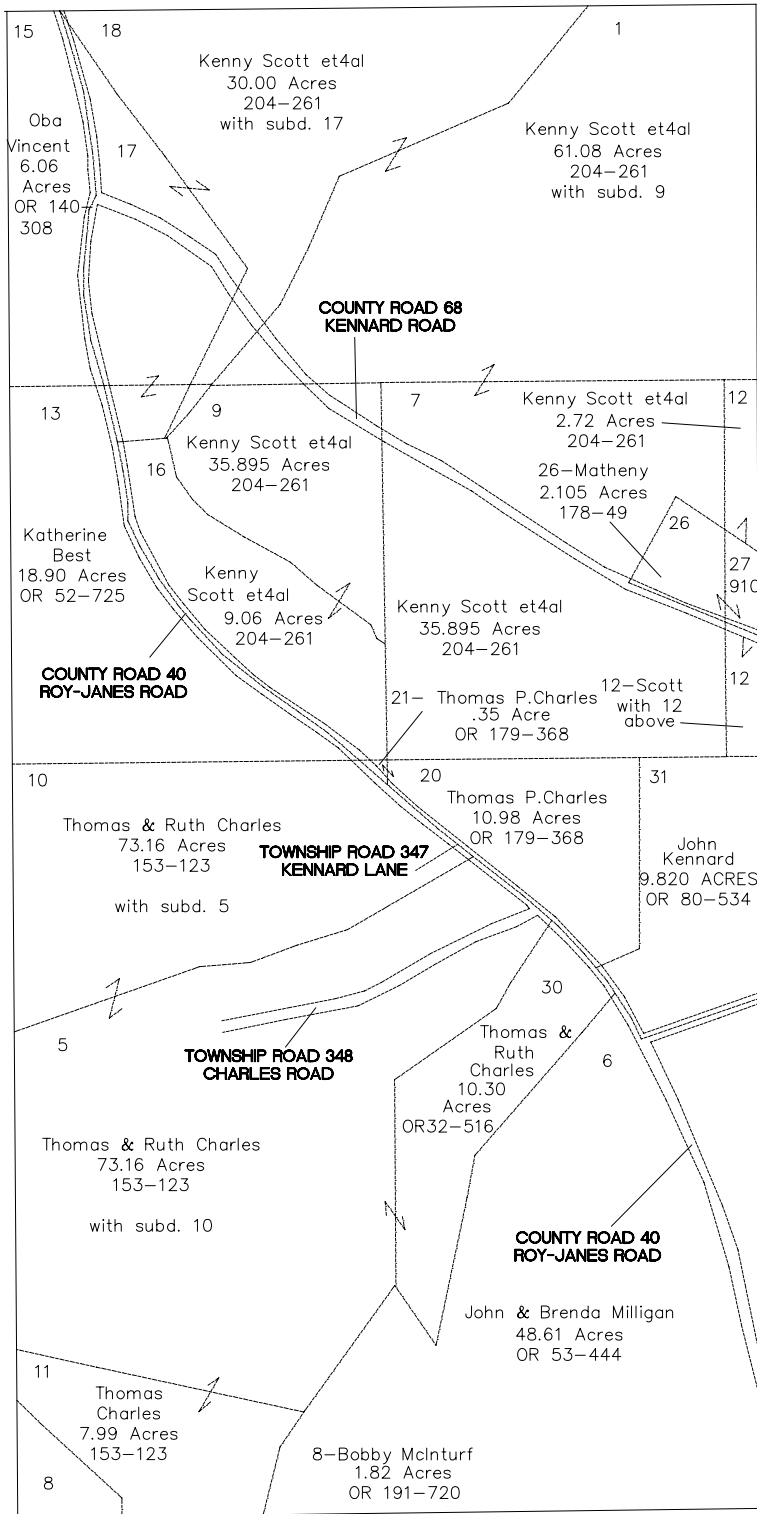 15
18
1
Kenny Scott et4al
30.00 Acres
204-261
with subd. 17
Oba
Vincent
6.06
Acres
OR 140-
308
17
Kenny Scott et4al
61.08 Acres
204-261
with subd. 9
COUNTY ROAD 68
KENNARD ROAD
13
9
7
12
Kenny Scott et4al
2.72 Acres
204-261
Kenny Scott et4al
35.895 Acres
204-261
16
26-Matheny
2.105 Acres
178-49
26
27
910
Katherine
Best
18.90 Acres
OR 52-725
Kenny
Scott et4al
9.06 Acres
204-261
Kenny Scott et4al
35.895 Acres
204-261
COUNTY ROAD 40
ROY-JANES ROAD
12-Scott
with 12
above
12
21- Thomas P.Charles
.35 Acre
OR 179-368
10
20
31
Thomas P.Charles
10.98 Acres
OR 179-368
Thomas & Ruth Charles
73.16 Acres
153-123
with subd. 5
TOWNSHIP ROAD 347
KENNARD LANE
John
Kennard
9.820 ACRES
OR 80-534
30
5
6
TOWNSHIP ROAD 348
CHARLES ROAD
Thomas &
Ruth
Charles
10.30
Acres
OR32-516
Thomas & Ruth Charles
73.16 Acres
153-123
with subd. 10
COUNTY ROAD 40
ROY-JANES ROAD
John & Brenda Milligan
48.61 Acres
OR 53-444
11
Thomas
Charles
7.99 Acres
153-123
8-Bobby McInturf
1.82 Acres
OR 191-720
8